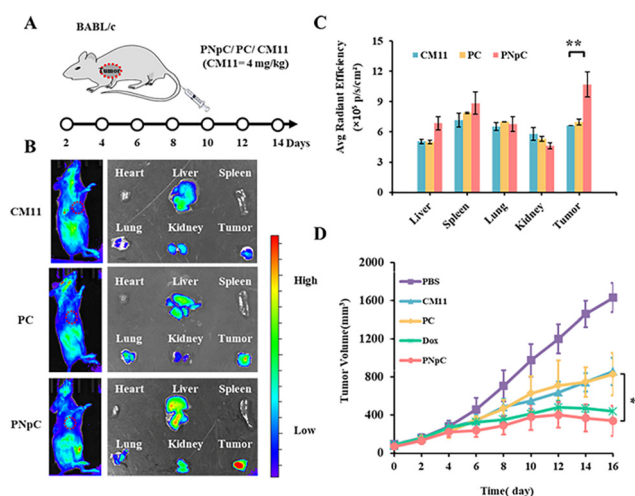 A
BABL/c
Tumor
PNpC/ PC/ CM11
(CM11= 4 mg/kg)
2 4 6 8 10 12 14 Days
B
CM11
Heart Liver Spleen
Lung Kidney Tumor
PC
Heart Liver Spleen
Lung Kidney Tumor
PNpC
Heart Liver Spleen
Lung Kidney Tumor
High
Low
C
Avg Radiant Efficiency
(×10⁵ p/s/cm²)
CM11 PC PNpC
**
15
12
9
6
3
0
Liver Spleen Lung Kidney Tumor
D
Tumor Volume(mm³)
2000
1600
1200
800
400
0
PBS
CM11
PC
Dox
PNpC
*
0 2 4 6 8 10 12 14 16
Time( day)